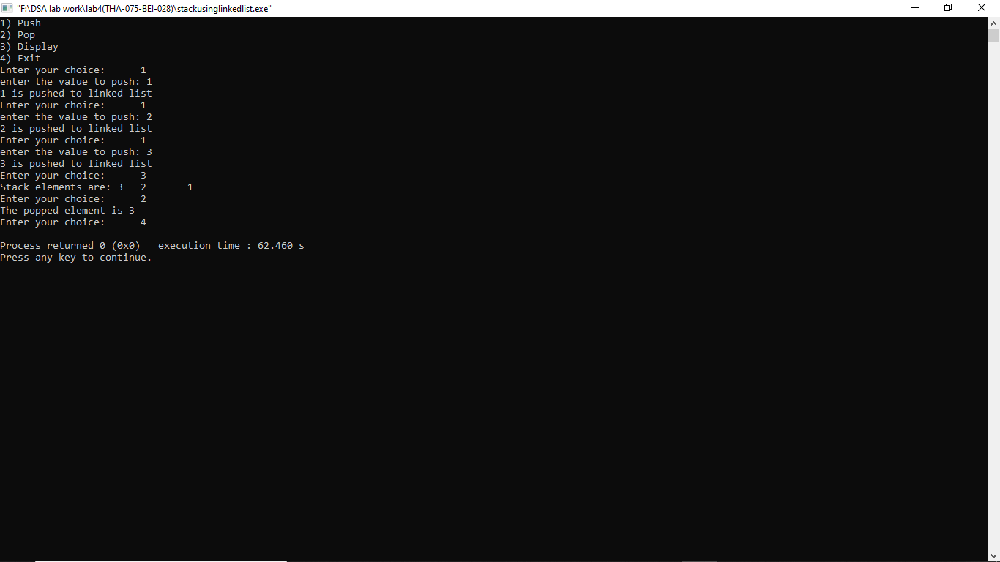 "F:\DSA lab work\lab4(THA-075-BEI-028)\stackusinglinkedlist.exe"
1) Push
2) Pop
3) Display
4) Exit
Enter your choice:      1
enter the value to push: 1
1 is pushed to linked list
Enter your choice:      1
enter the value to push: 2
2 is pushed to linked list
Enter your choice:      1
enter the value to push: 3
3 is pushed to linked list
Enter your choice:      3
Stack elements are: 3   2       1
Enter your choice:      2
The popped element is 3
Enter your choice:      4
Process returned 0 (0x0)   execution time : 62.460 s
Press any key to continue.